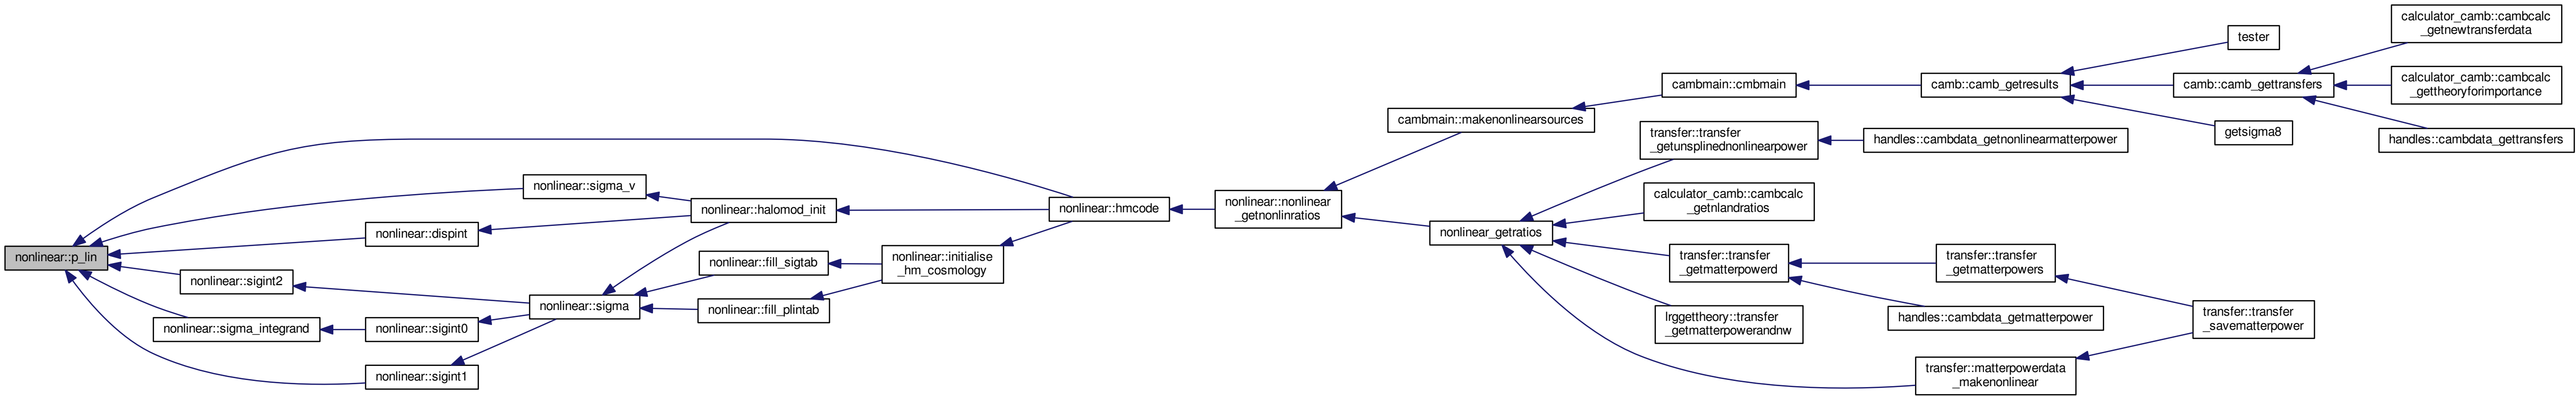 nonlinear::p_lin
nonlinear::sigma_v
nonlinear::dispint
nonlinear::sigint2
nonlinear::sigma_integrand
nonlinear::sigint0
nonlinear::sigint1
nonlinear::sigma
nonlinear::halomod_init
nonlinear::fill_sigtab
nonlinear::fill_plintab
nonlinear::initialise
_hm_cosmology
nonlinear::hmcode
nonlinear::nonlinear
_getnonlinratios
cambmain::makenonlinearsources
nonlinear_getratios
cambmain::cmbmain
transfer::transfer
_getunsplinednonlinearpower
calculator_camb::cambcalc
_getnlandratios
transfer::transfer
_getmatterpowerd
lrggettheory::transfer
_getmatterpowerandnw
camb::camb_getresults
handles::cambdata_getnonlinearmatterpower
transfer::transfer
_getmatterpowers
handles::cambdata_getmatterpower
transfer::matterpowerdata
_makenonlinear
tester
camb::camb_gettransfers
getsigma8
transfer::transfer
_savematterpower
calculator_camb::cambcalc
_getnewtransferdata
calculator_camb::cambcalc
_gettheoryforimportance
handles::cambdata_gettransfers